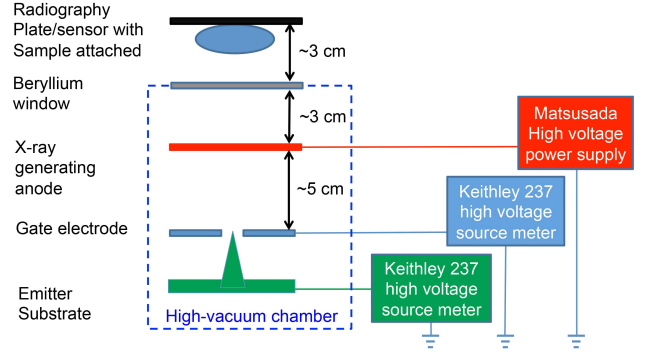 Radiography
Plate/sensor with
Sample attached
~3 cm
Beryllium
window
~3 cm
Matsusada
High voltage
power supply
X-ray
generating
anode
~5 cm
Keithley 237
high voltage
source meter
Gate electrode
Keithley 237
high voltage
source meter
Emitter
Substrate
High-vacuum chamber